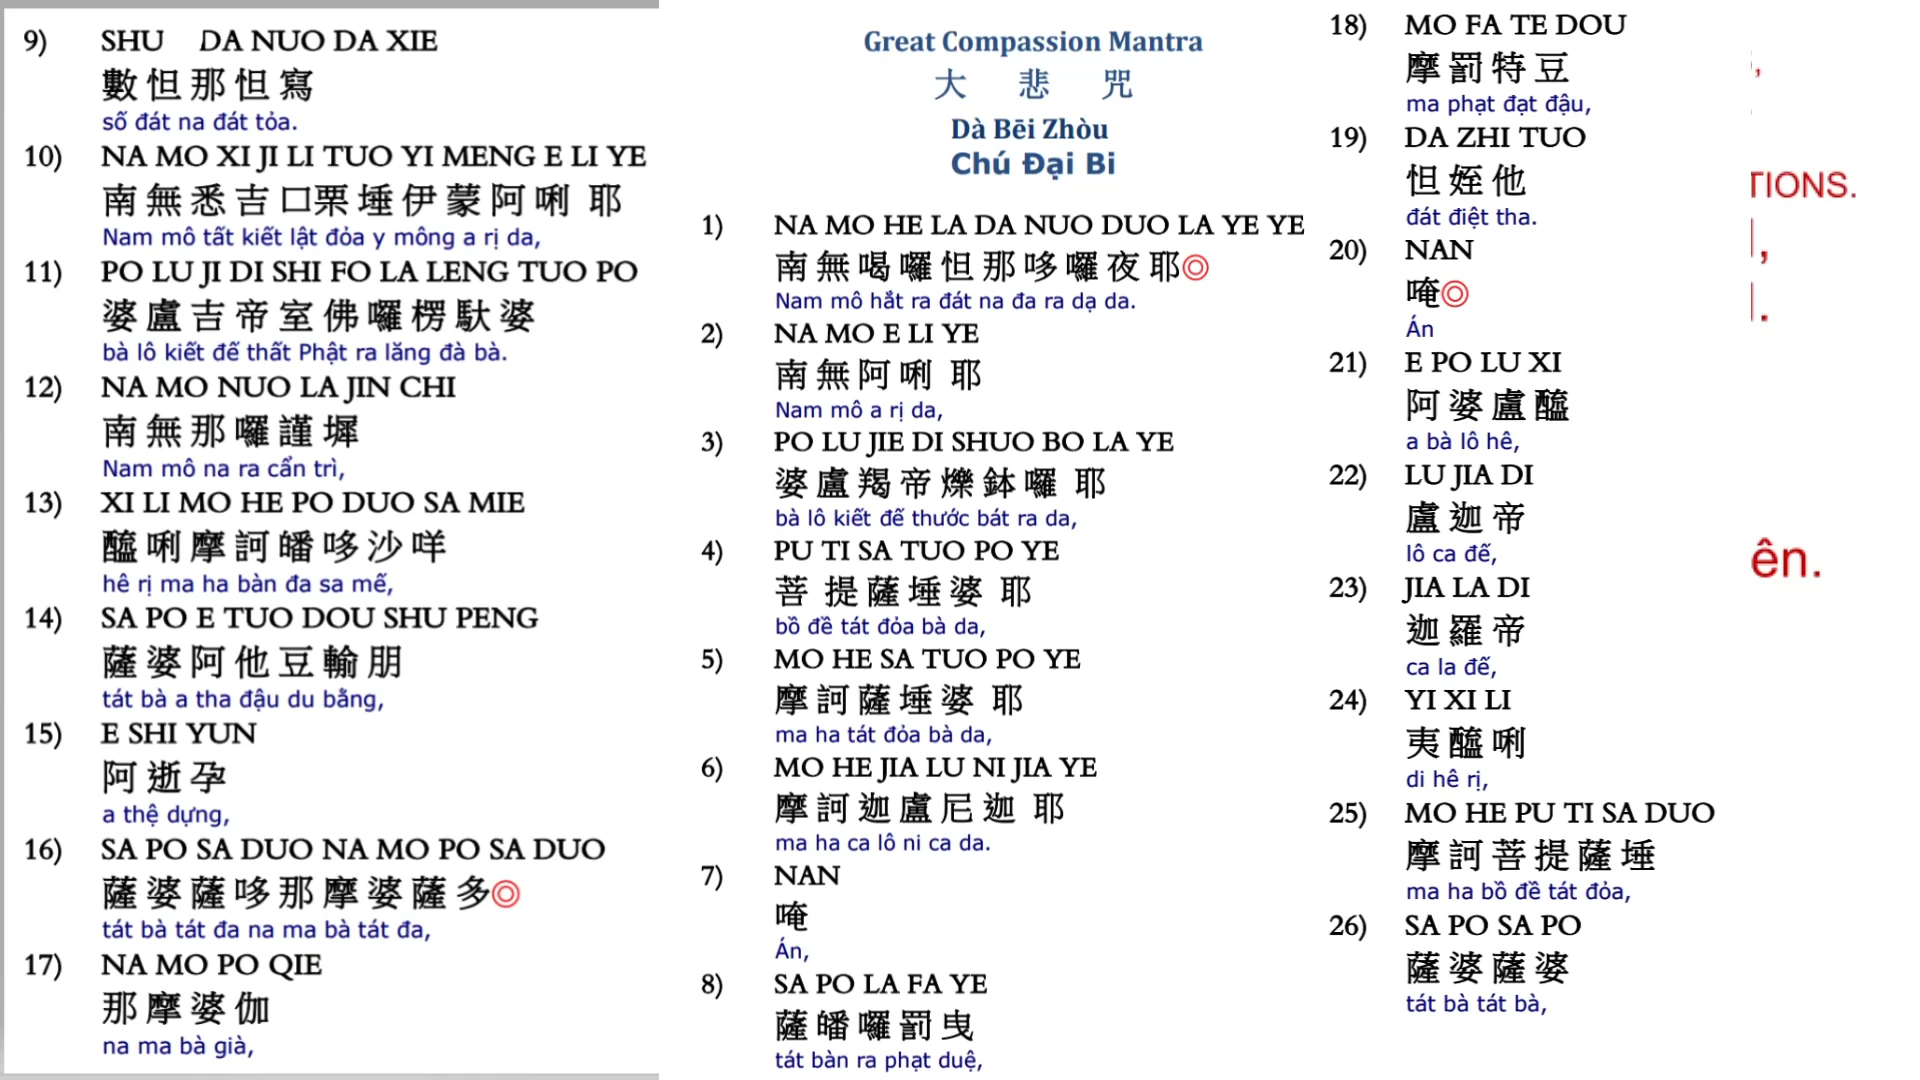 9) SHU DA NUO DA XIE
數 怛 那 怛 寫
số đát na đát tỏa.
10) NA MO XI JI LI TUO YI MENG E LI YE
南 無 悉 吉 口栗 埵 伊 蒙 阿 唎 耶
Nam mô tất kiết lật đỏa y mông a rị da,
11) PO LU JI DI SHI FO LA LENG TUO PO
婆 盧 吉 帝 室 佛 囉 楞 馱 婆
bà lô kiết đế thất Phật ra lăng đà bà.
12) NA MO NUO LA JIN CHI
南 無 那 囉 謹 墀
Nam mô na ra cẩn trì,
13) XI LI MO HE PO DUO SA MIE
醯 唎 摩 訶 皤 哆 沙 咩
hê rị ma ha bàn đa sa mế,
14) SA PO E TUO DOU SHU PENG
薩 婆 阿 他 豆 輸 朋
tát bà a tha đậu du bằng,
15) E SHI YUN
阿 逝 孕
a thệ dựng,
16) SA PO SA DUO NA MO PO SA DUO
薩 婆 薩 哆 那 摩 婆 薩 多◎
tát bà tát đa na ma bà tát đa,
17) NA MO PO QIE
那 摩 婆 伽
na ma bà già,
Great Compassion Mantra
大 悲 咒
Dà Bēi Zhòu
Chú Đại Bi
1) NA MO HE LA DA NUO DUO LA YE YE
南 無 喝 囉 怛 那 哆 囉 夜 耶◎
Nam mô hắt ra đát na đa ra dạ da.
2) NA MO E LI YE
南 無 阿 唎 耶
Nam mô a rị da,
3) PO LU JIE DI SHUO BO LA YE
婆 盧 羯 帝 爍 鉢 囉 耶
bà lô kiết đế thước bát ra da,
4) PU TI SA TUO PO YE
菩 提 薩 埵 婆 耶
bồ đề tát đỏa bà da,
5) MO HE SA TUO PO YE
摩 訶 薩 埵 婆 耶
ma ha tát đỏa bà da,
6) MO HE JIA LU NI JIA YE
摩 訶 迦 盧 尼 迦 耶
ma ha ca lô ni ca da.
7) NAN
唵
Án,
8) SA PO LA FA YE
薩 皤 囉 罰 曳
tát bàn ra phạt duệ,
18) MO FA TE DOU
摩 罰 特 豆
ma phạt đạt đậu,
19) DA ZHI TUO
怛 姪 他
đát điệt tha.
20) NAN
唵◎
Án
21) E PO LU XI
阿 婆 盧 醯
a bà lô hê,
22) LU JIA DI
盧 迦 帝
lô ca đế,
23) JIA LA DI
迦 羅 帝
ca la đế,
24) YI XI LI
夷 醯 唎
di hê rị,
25) MO HE PU TI SA DUO
摩 訶 菩 提 薩 埵
ma ha bồ đề tát đỏa,
26) SA PO SA PO
薩 婆 薩 婆
tát bà tát bà,
TIONS.
ên.